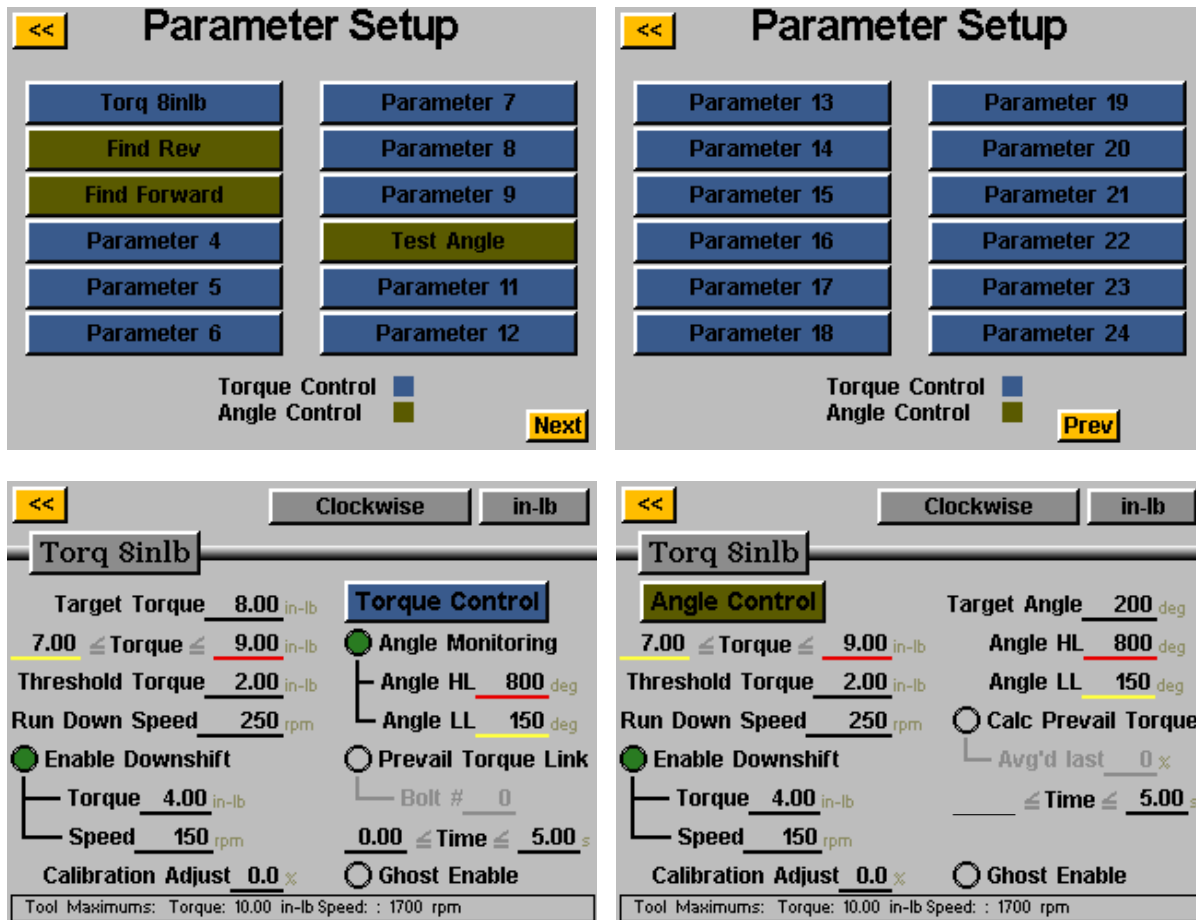 << Parameter Setup
Torq 8inlb Parameter 7
Find Rev Parameter 8
Find Forward Parameter 9
Parameter 4 Test Angle
Parameter 5 Parameter 11
Parameter 6 Parameter 12
Torque Control
Angle Control
Next
<< Parameter Setup
Parameter 13 Parameter 19
Parameter 14 Parameter 20
Parameter 15 Parameter 21
Parameter 16 Parameter 22
Parameter 17 Parameter 23
Parameter 18 Parameter 24
Torque Control
Angle Control
Prev
<< Clockwise in-lb
Torq 8inlb
Target Torque 8.00 in-lb Torque Control
7.00 ≤ Torque ≤ 9.00 in-lb Angle Monitoring
Threshold Torque 2.00 in-lb Angle HL 800 deg
Run Down Speed 250 rpm Angle LL 150 deg
Enable Downshift Prevail Torque Link
Torque 4.00 in-lb Bolt # 0
Speed 150 rpm 0.00 ≤ Time ≤ 5.00 s
Calibration Adjust 0.0 % Ghost Enable
Tool Maximums: Torque: 10.00 in-lb Speed: : 1700 rpm
<< Clockwise in-lb
Torq 8inlb
Angle Control Target Angle 200 deg
7.00 ≤ Torque ≤ 9.00 in-lb Angle HL 800 deg
Threshold Torque 2.00 in-lb Angle LL 150 deg
Run Down Speed 250 rpm Calc Prevail Torque
Enable Downshift Avg'd last 0 %
Torque 4.00 in-lb ≤ Time ≤ 5.00 s
Speed 150 rpm
Calibration Adjust 0.0 % Ghost Enable
Tool Maximums: Torque: 10.00 in-lb Speed: : 1700 rpm